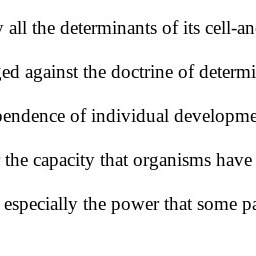 all the determinants of its cell-an
ed against the doctrine of determi
pendence of individual developme
the capacity that organisms have
especially the power that some pa